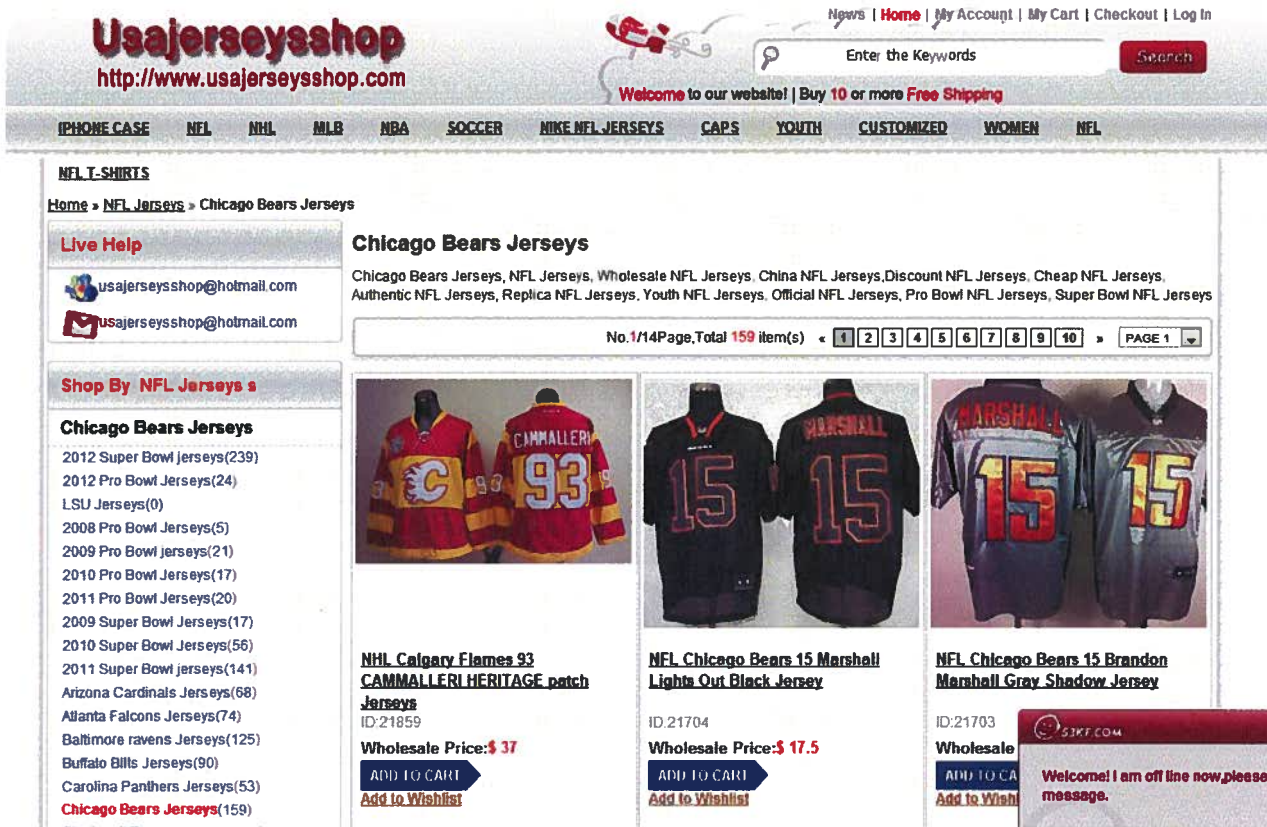 Usajerseysshop
http://www.usajerseysshop.com
News | Home | My Account | My Cart | Checkout | Log In
Enter the Keywords
Search
Welcome to our website! | Buy 10 or more Free Shipping
IPHONE CASE NFL NHL MLB NBA SOCCER NIKE NFL JERSEYS CAPS YOUTH CUSTOMIZED WOMEN NFL
NFL T-SHIRTS
Home » NFL Jerseys » Chicago Bears Jerseys
Live Help
usajerseysshop@hotmail.com
usajerseysshop@hotmail.com
Shop By NFL Jerseys s
Chicago Bears Jerseys
2012 Super Bowl jerseys(239)
2012 Pro Bowl Jerseys(24)
LSU Jerseys(0)
2008 Pro Bowl Jerseys(5)
2009 Pro Bowl jerseys(21)
2010 Pro Bowl Jerseys(17)
2011 Pro Bowl Jerseys(20)
2009 Super Bowl Jerseys(17)
2010 Super Bowl Jerseys(56)
2011 Super Bowl jerseys(141)
Arizona Cardinals Jerseys(68)
Atlanta Falcons Jerseys(74)
Baltimore ravens Jerseys(125)
Buffalo Bills Jerseys(90)
Carolina Panthers Jerseys(53)
Chicago Bears Jerseys(159)
Chicago Bears Jerseys
Chicago Bears Jerseys, NFL Jerseys, Wholesale NFL Jerseys, China NFL Jerseys,Discount NFL Jerseys, Cheap NFL Jerseys,
Authentic NFL Jerseys, Replica NFL Jerseys, Youth NFL Jerseys, Official NFL Jerseys, Pro Bowl NFL Jerseys, Super Bowl NFL Jerseys
No.1/14Page,Total 159 item(s) « 1 2 3 4 5 6 7 8 9 10 » PAGE 1
C
93
CAMMALLERI
93
93
15
MARSHALL
15
MARSHALL
15
15
NHL Calgary Flames 93
CAMMALLERI HERITAGE patch
Jerseys
ID:21859
Wholesale Price:$ 37
ADD TO CART
Add to Wishlist
NFL Chicago Bears 15 Marshall
Lights Out Black Jersey
ID:21704
Wholesale Price:$ 17.5
ADD TO CART
Add to Wishlist
NFL Chicago Bears 15 Brandon
Marshall Gray Shadow Jersey
ID:21703
Wholesale
ADD TO CA
Add to Wishl
53KF.COM
Welcome! I am off line now,please
message.